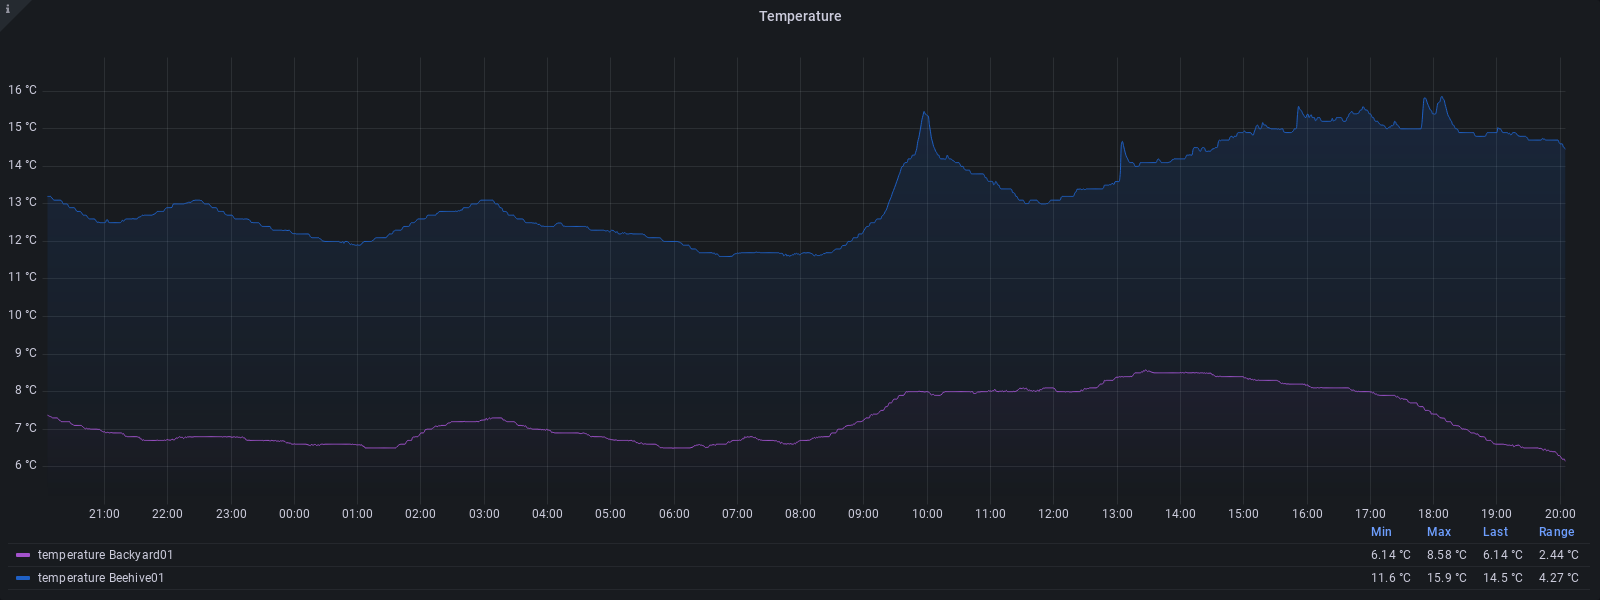 i
Temperature
16 °C
15 °C
14 °C
13 °C
12 °C
11 °C
10 °C
9 °C
8 °C
7 °C
6 °C
21:00 22:00 23:00 00:00 01:00 02:00 03:00 04:00 05:00 06:00 07:00 08:00 09:00 10:00 11:00 12:00 13:00 14:00 15:00 16:00 17:00 18:00 19:00 20:00
Min Max Last Range
temperature Backyard01 6.14 °C 8.58 °C 6.14 °C 2.44 °C
temperature Beehive01 11.6 °C 15.9 °C 14.5 °C 4.27 °C